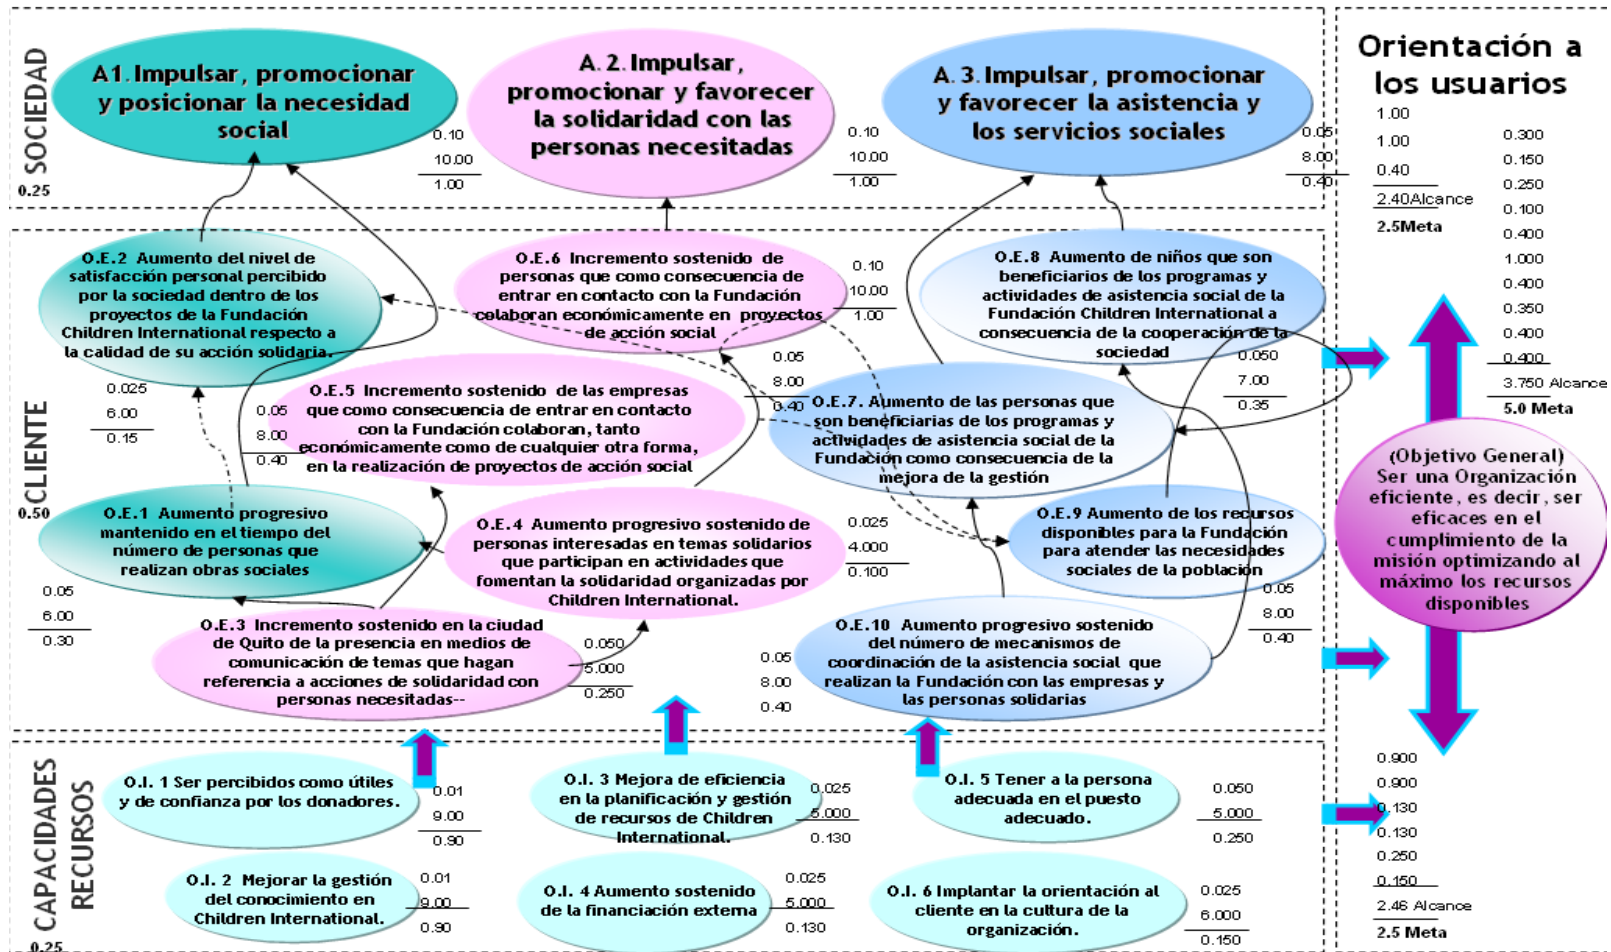 SOCIEDAD
0.25
A1. Impulsar, promocionar
y posicionar la necesidad
social
0.10
10.00
1.00
A. 2. Impulsar,
promocionar y favorecer
la solidaridad con las
personas necesitadas
0.10
10.00
1.00
A. 3. Impulsar, promocionar
y favorecer la asistencia y
los servicios sociales
0.05
8.00
0.40
Orientación a
los usuarios
1.00
1.00
0.40
2.40Alcance
2.5Meta
0.300
0.150
0.250
0.100
0.400
1.000
0.400
0.350
0.400
0.400
3.750 Alcance
5.0 Meta
CLIENTE
0.50
O.E.2 Aumento del nivel de
satisfacción personal percibido
por la sociedad dentro de los
proyectos de la Fundación
Children International respecto a
la calidad de su acción solidaria.
0.025
6.00
0.15
O.E.6 Incremento sostenido de
personas que como consecuencia de
entrar en contacto con la Fundación
colaboran económicamente en proyectos
de acción social
0.10
10.00
1.00
O.E.8 Aumento de niños que son
beneficiarios de los programas y
actividades de asistencia social de la
Fundación Children International a
consecuencia de la cooperación de la
sociedad
0.050
7.00
0.35
O.E.5 Incremento sostenido de las empresas
que como consecuencia de entrar en contacto
con la Fundación colaboran, tanto
económicamente como de cualquier otra forma,
en la realización de proyectos de acción social
0.05
8.00
0.40
0.05
8.00
0.40
O.E.7. Aumento de las personas que
son beneficiarias de los programas y
actividades de asistencia social de la
Fundación como consecuencia de la
mejora de la gestión
O.E.1 Aumento progresivo
mantenido en el tiempo del
número de personas que
realizan obras sociales
0.05
6.00
0.30
O.E.4 Aumento progresivo sostenido de
personas interesadas en temas solidarios
que participan en actividades que
fomentan la solidaridad organizadas por
Children International.
0.025
4.000
0.100
O.E.9 Aumento de los recursos
disponibles para la Fundación
para atender las necesidades
sociales de la población
0.05
8.00
0.40
O.E.3 Incremento sostenido en la ciudad
de Quito de la presencia en medios de
comunicación de temas que hagan
referencia a acciones de solidaridad con
personas necesitadas--
0.050
5.000
0.250
O.E.10 Aumento progresivo sostenido
del número de mecanismos de
coordinación de la asistencia social que
realizan la Fundación con las empresas y
las personas solidarias
0.05
8.00
0.40
(Objetivo General)
Ser una Organización
eficiente, es decir, ser
eficaces en el
cumplimiento de la
misión optimizando al
máximo los recursos
disponibles
CAPACIDADES
RECURSOS
0.25
O.I. 1 Ser percibidos como útiles
y de confianza por los donadores.
0.01
9.00
0.90
O.I. 3 Mejora de eficiencia
en la planificación y gestión
de recursos de Children
International.
0.025
5.000
0.130
O.I. 5 Tener a la persona
adecuada en el puesto
adecuado.
0.050
5.000
0.250
O.I. 2 Mejorar la gestión
del conocimiento en
Children International.
0.01
9.00
0.90
O.I. 4 Aumento sostenido
de la financiación externa
0.025
5.000
0.130
O.I. 6 Implantar la orientación al
cliente en la cultura de la
organización.
0.025
6.000
0.150
0.900
0.900
0.130
0.130
0.250
0.150
2.46 Alcance
2.5 Meta